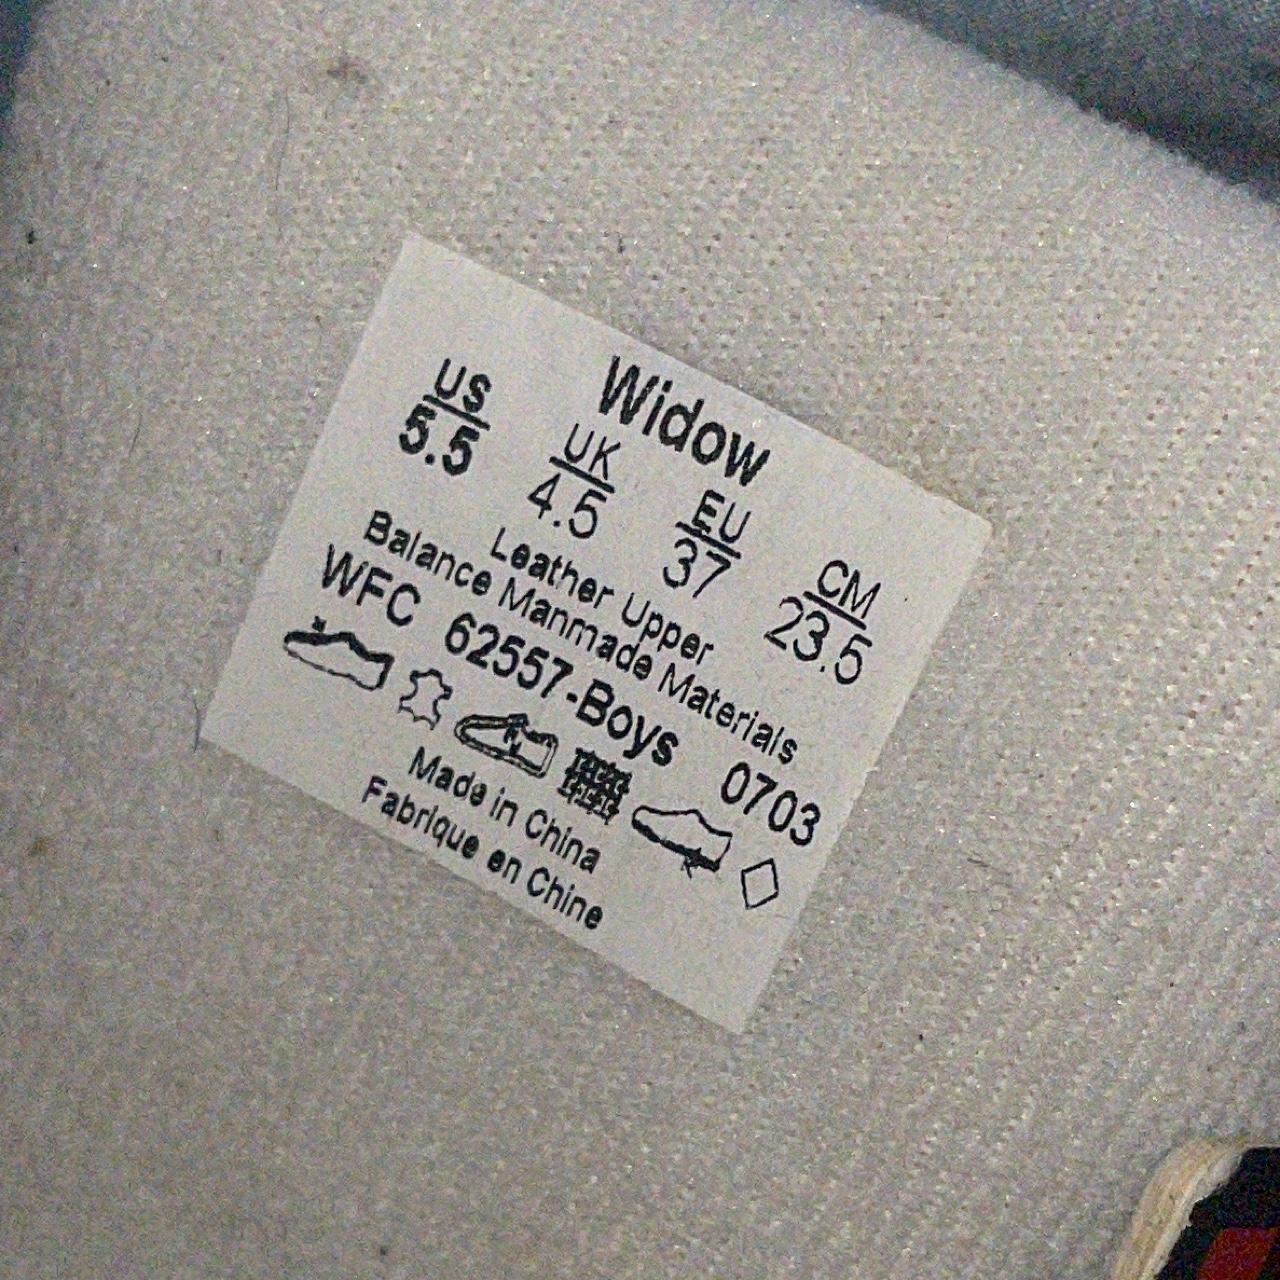 Widow
US UK EU CM
5.5 4.5 37 23.5
Leather Upper
Balance Manmade Materials
WFC 62557-Boys 0703
Made in China
Fabrique en Chine